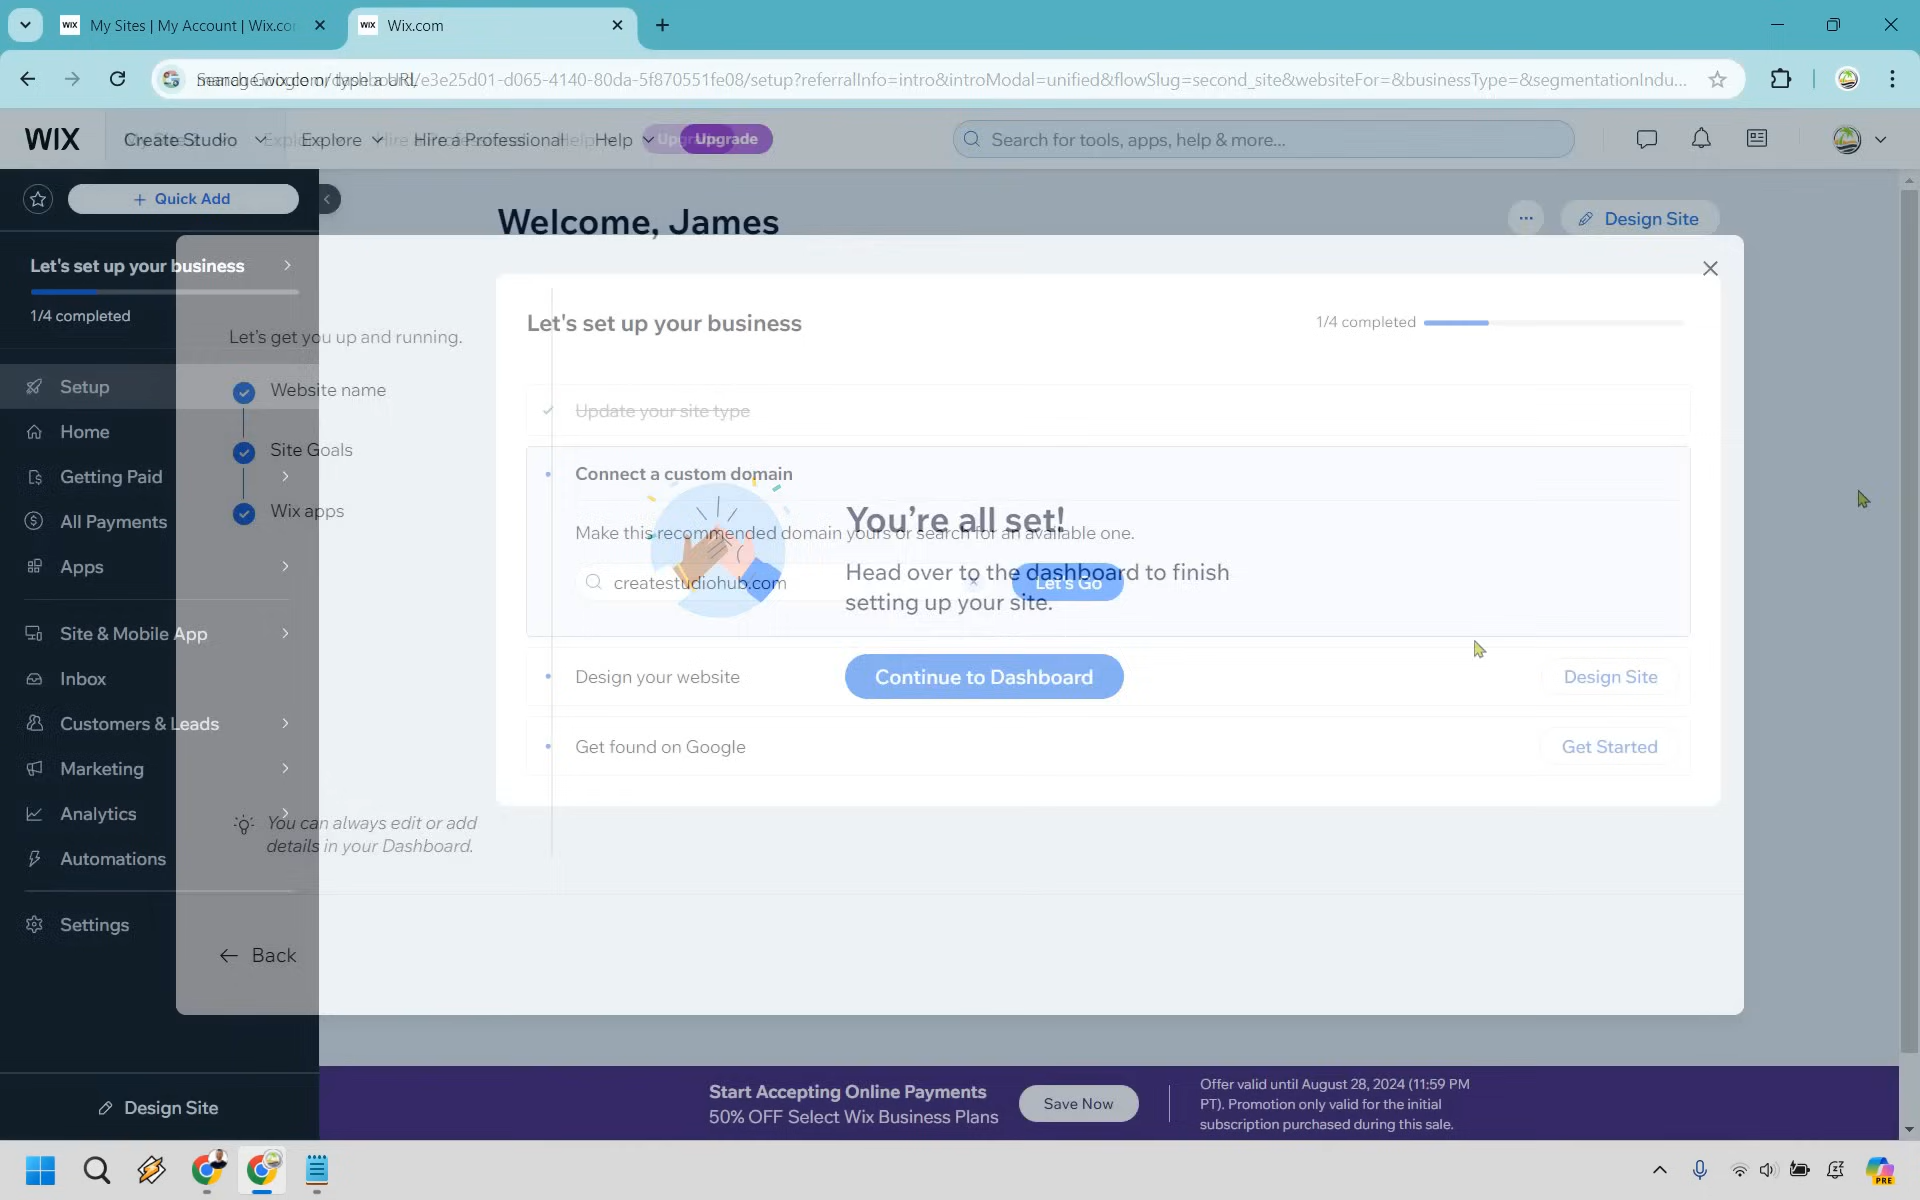 WIX My Sites | My Account | Wix.co
WIX Wix.com
manage.wix.com/dashboard/e3e25d01-d065-4140-80da-5f870551fe08/setup?referralInfo=intro&introModal=unified&flowSlug=second_site&websiteFor=&businessType=&segmentationIndu...
WIX
Create Studio
Explore
Hire a Professional
Help
Upgrade
Search for tools, apps, help & more...
+ Quick Add
Welcome, James
Design Site
Let's set up your business
1/4 completed
Let's get you up and running.
Website name
Site Goals
Wix apps
You can always edit or add
details in your Dashboard.
Back
Setup
Home
Getting Paid
All Payments
Apps
Site & Mobile App
Inbox
Customers & Leads
Marketing
Analytics
Automations
Settings
Design Site
Let's set up your business
1/4 completed
Update your site type
Connect a custom domain
Make this recommended domain yours or search for an available one.
createstudiohub.com
Let's Go
You're all set!
Head over to the dashboard to finish
setting up your site.
Continue to Dashboard
Design your website
Design Site
Get found on Google
Get Started
Start Accepting Online Payments
50% OFF Select Wix Business Plans
Save Now
Offer valid until August 28, 2024 (11:59 PM
PT). Promotion only valid for the initial
subscription purchased during this sale.
PRE